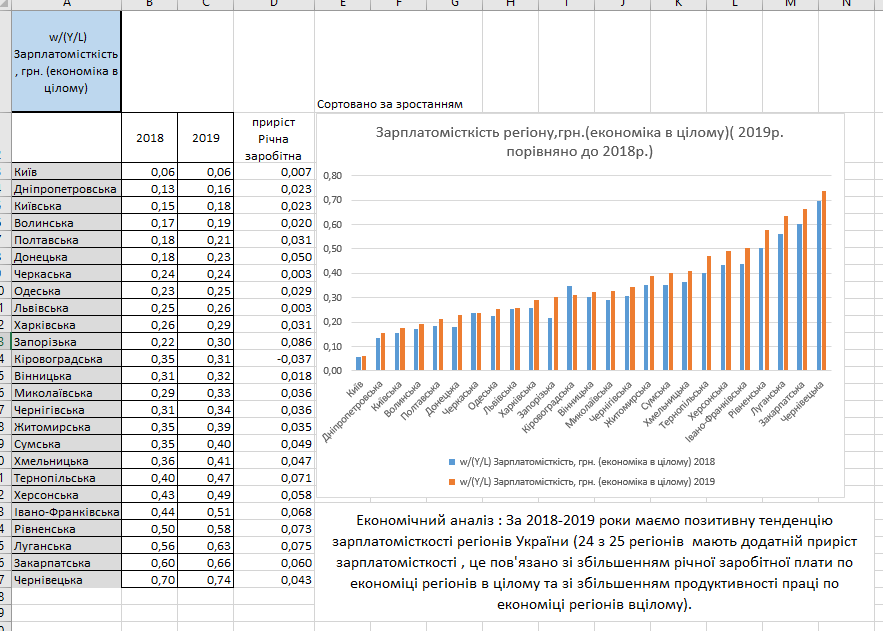 A B C D E F G H I J K L M N
w/(Y/L)
Зарплатомісткість
, грн. (економіка в
цілому)
Сортовано за зростанням
2018 2019 приріст
Річна
заробітна
Київ 0,06 0,06 0,007
Дніпропетровська 0,13 0,16 0,023
Київська 0,15 0,18 0,023
Волинська 0,17 0,19 0,020
Полтавська 0,18 0,21 0,031
Донецька 0,18 0,23 0,050
Черкаська 0,24 0,24 0,003
Одеська 0,23 0,25 0,029
Львівська 0,25 0,26 0,003
Харківська 0,26 0,29 0,031
Запорізька 0,22 0,30 0,086
Кіровоградська 0,35 0,31 -0,037
Вінницька 0,31 0,32 0,018
Миколаївська 0,29 0,33 0,036
Чернігівська 0,31 0,34 0,036
Житомирська 0,35 0,39 0,035
Сумська 0,35 0,40 0,049
Хмельницька 0,36 0,41 0,047
Тернопільська 0,40 0,47 0,071
Херсонська 0,43 0,49 0,058
Івано-Франківська 0,44 0,51 0,068
Рівненська 0,50 0,58 0,073
Луганська 0,56 0,63 0,075
Закарпатська 0,60 0,66 0,060
Чернівецька 0,70 0,74 0,043
Зарплатомісткість регіону,грн.(економіка в цілому)( 2019р.
порівняно до 2018р.)
0,80
0,70
0,60
0,50
0,40
0,30
0,20
0,10
0,00
Київ
Дніпропетровська
Київська
Волинська
Полтавська
Донецька
Черкаська
Одеська
Львівська
Харківська
Запорізька
Кіровоградська
Вінницька
Миколаївська
Чернігівська
Житомирська
Сумська
Хмельницька
Тернопільська
Херсонська
Івано-Франківська
Рівненська
Луганська
Закарпатська
Чернівецька
w/(Y/L) Зарплатомісткість, грн. (економіка в цілому) 2018
w/(Y/L) Зарплатомісткість, грн. (економіка в цілому) 2019
Економічний аналіз : За 2018-2019 роки маємо позитивну тенденцію
зарплатомісткості регіонів України (24 з 25 регіонів мають додатній приріст
зарплатомісткості , це пов'язано зі збільшенням річної заробітної плати по
економіці регіонів в цілому та зі збільшенням продуктивності праці по
економіці регіонів вцілому).